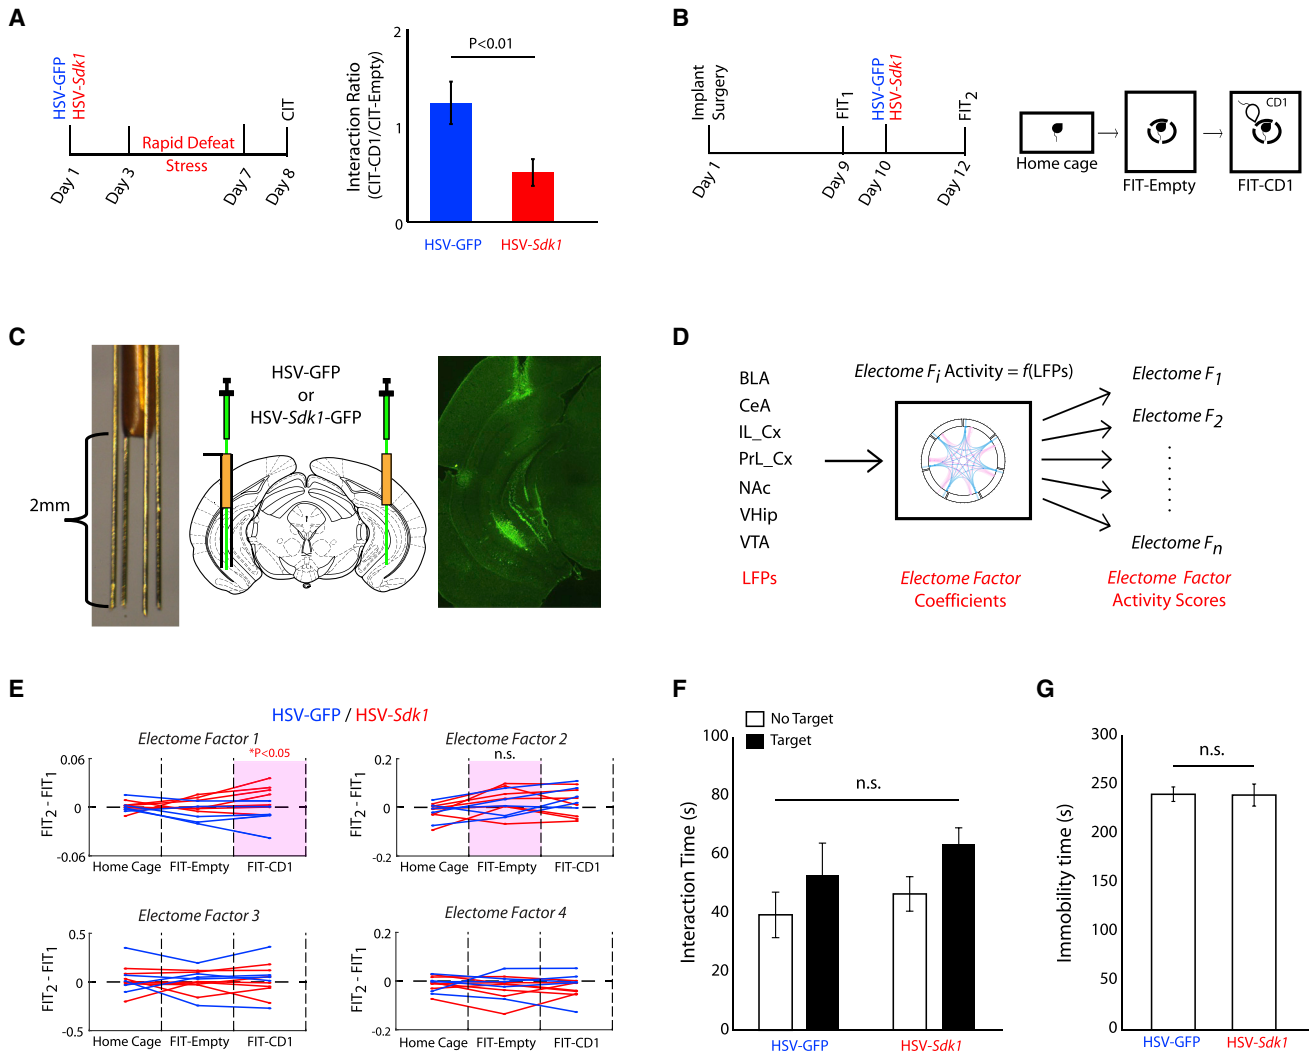 A
HSV-GFP
HSV-Sdk1
Rapid Defeat
Stress
CIT
Day 1
Day 3
Day 7
Day 8
Interaction Ratio
(CIT-CD1/CIT-Empty)
2
1
0
P<0.01
HSV-GFP
HSV-Sdk1
B
Implant
Surgery
FIT1
HSV-GFP
HSV-Sdk1
FIT2
Day 1
Day 9
Day 10
Day 12
Home cage
FIT-Empty
CD1
FIT-CD1
C
2mm
HSV-GFP
or
HSV-Sdk1-GFP
D
BLA
CeA
IL_Cx
PrL_Cx
NAc
VHip
VTA
LFPs
Electome Fi Activity = f(LFPs)
Electome Factor
Coefficients
Electome F1
Electome F2
Electome Fn
Electome Factor
Activity Scores
E
HSV-GFP / HSV-Sdk1
Electome Factor 1
*P<0.05
FIT2 - FIT1
0.06
0
-0.06
Home Cage
FIT-Empty
FIT-CD1
Electome Factor 2
n.s.
FIT2 - FIT1
0.2
0
-0.2
Home Cage
FIT-Empty
FIT-CD1
Electome Factor 3
FIT2 - FIT1
0.5
0
-0.5
Home Cage
FIT-Empty
FIT-CD1
Electome Factor 4
FIT2 - FIT1
0.2
0
-0.2
Home Cage
FIT-Empty
FIT-CD1
F
No Target
Target
Interaction Time (s)
100
80
60
40
20
0
n.s.
HSV-GFP
HSV-Sdk1
G
Immobility time (s)
300
250
200
150
100
50
0
n.s.
HSV-GFP
HSV-Sdk1